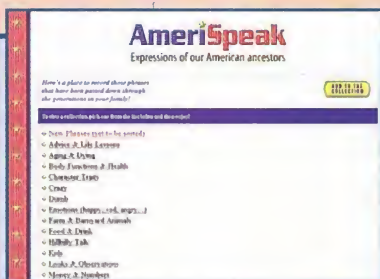 AmeriSpeak
Expressions of our American ancestors
Here's a place to record those phrases
that have been passed down through
the generations in your family!
ADD TO THE
COLLECTION
New Phrases (yet to be sorted)
Advice & Life Lessons
Aging & Dying
Body Functions & Health
Character Traits
Crazy
Dumb
Emotions (happy, sad, angry...)
Farm & Barnyard Animals
Food & Drink
Hillbilly Talk
Kids
Looks & Observations
Money & Numbers